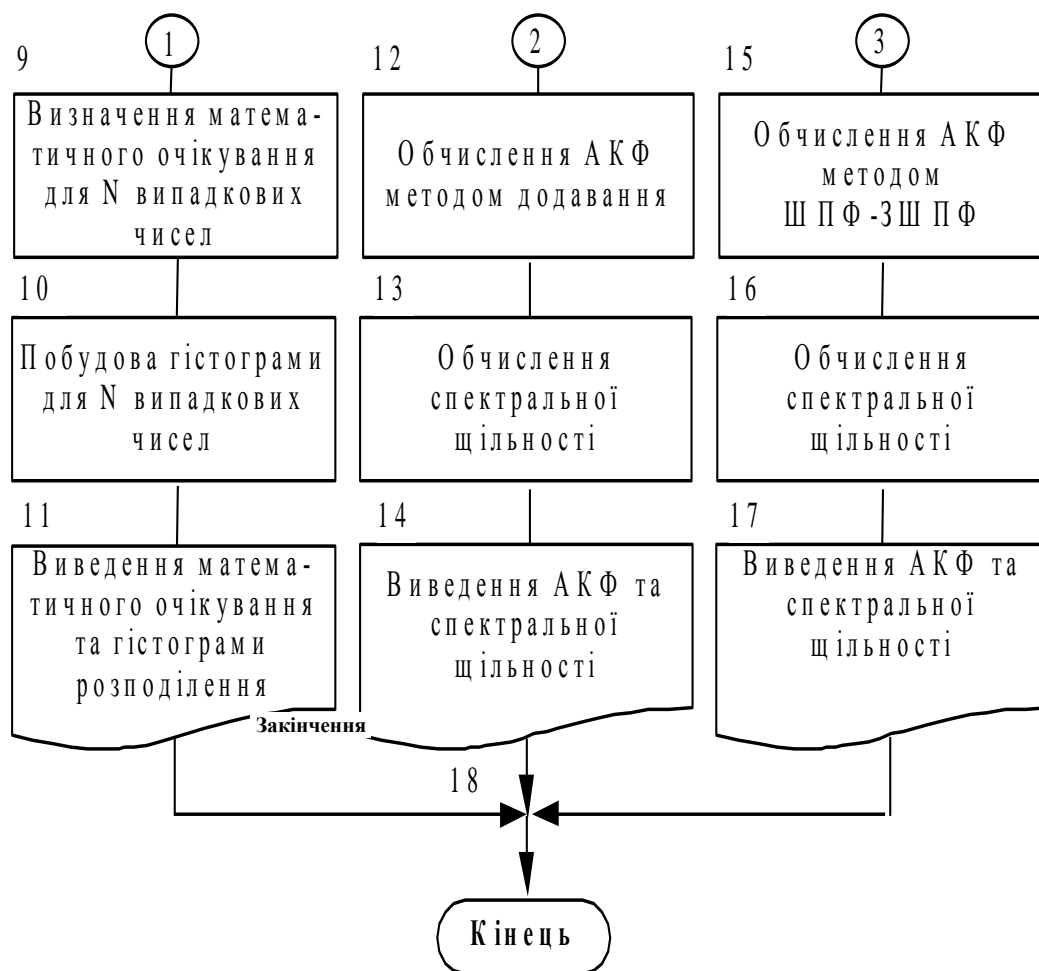 1
9
Визначення матема-
тичного очікування
для N випадкових
чисел
10
Побудова гістограми
для N випадкових
чисел
11
Виведення матема-
тичного очікування
та гістограми
розподілення
Закінчення
2
12
Обчислення АКФ
методом додавання
13
Обчислення
спектральної
щільності
14
Виведення АКФ та
спектральної
щільності
3
15
Обчислення АКФ
методом
ШПФ-ЗШПФ
16
Обчислення
спектральної
щільності
17
Виведення АКФ та
спектральної
щільності
18
Кінець